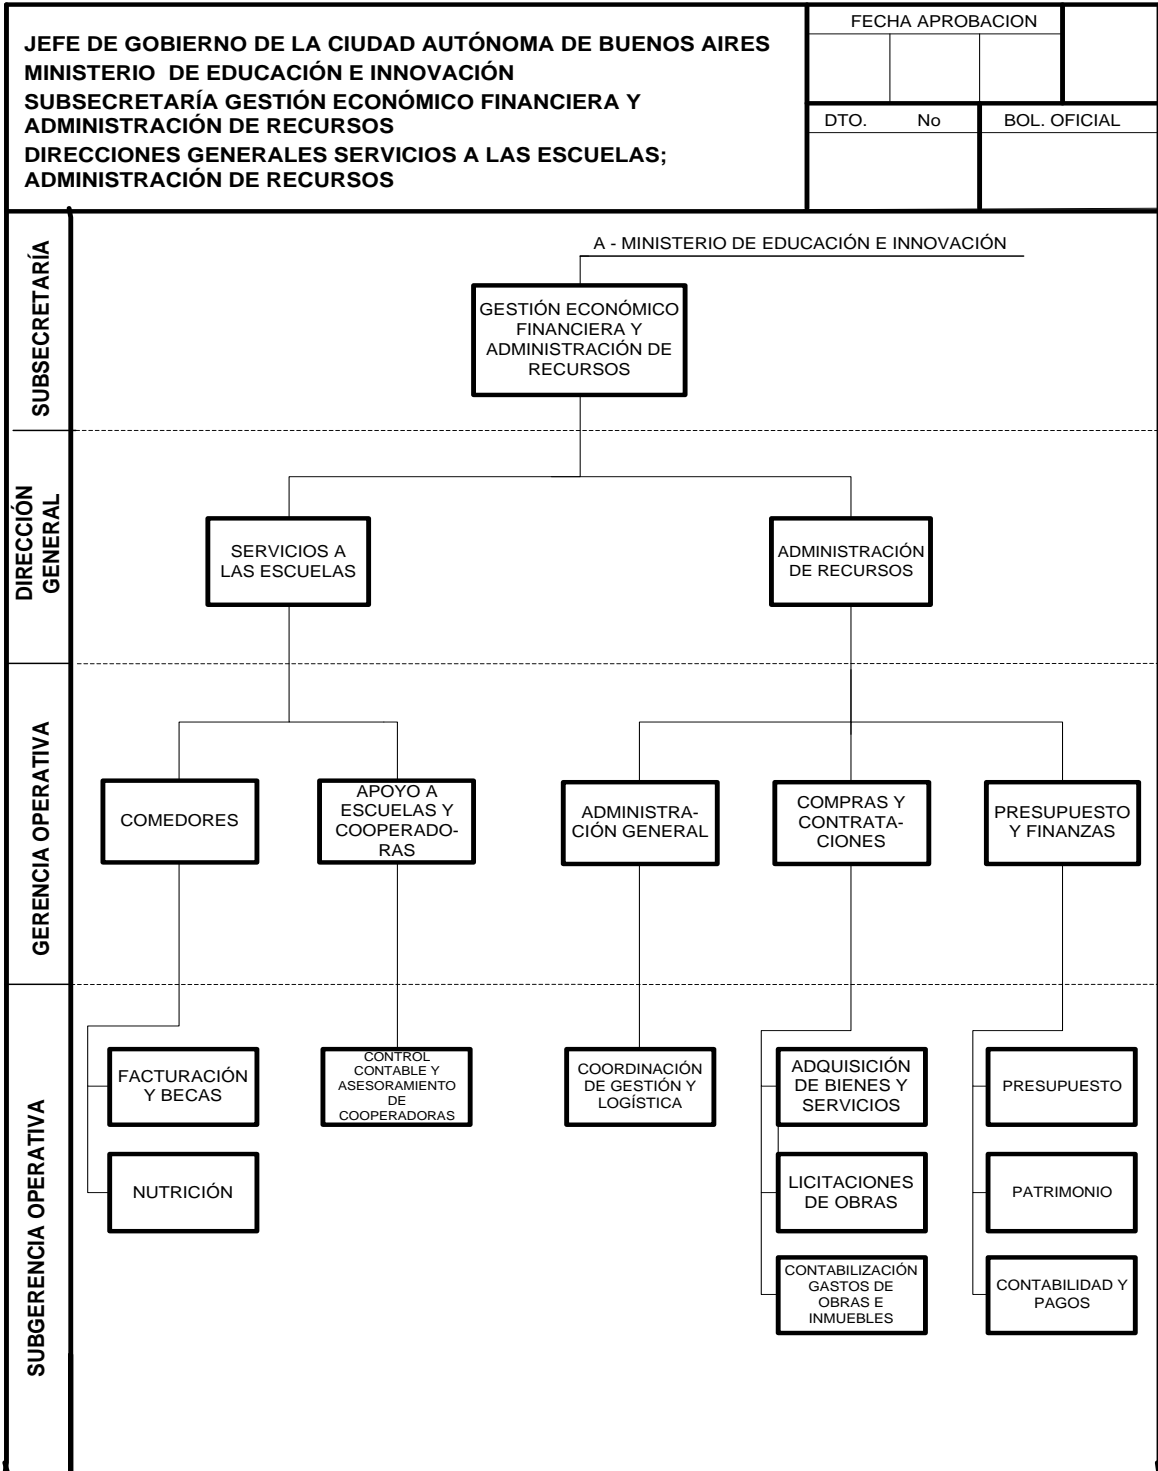 JEFE DE GOBIERNO DE LA CIUDAD AUTÓNOMA DE BUENOS AIRES
MINISTERIO DE EDUCACIÓN E INNOVACIÓN
SUBSECRETARÍA GESTIÓN ECONÓMICO FINANCIERA Y
ADMINISTRACIÓN DE RECURSOS
DIRECCIONES GENERALES SERVICIOS A LAS ESCUELAS;
ADMINISTRACIÓN DE RECURSOS
FECHA APROBACION
DTO. No
BOL. OFICIAL
SUBSECRETARÍA
A - MINISTERIO DE EDUCACIÓN E INNOVACIÓN
GESTIÓN ECONÓMICO
FINANCIERA Y
ADMINISTRACIÓN DE
RECURSOS
DIRECCIÓN
GENERAL
SERVICIOS A
LAS ESCUELAS
ADMINISTRACIÓN
DE RECURSOS
GERENCIA OPERATIVA
COMEDORES
APOYO A
ESCUELAS Y
COOPERADO-
RAS
ADMINISTRA-
CIÓN GENERAL
COMPRAS Y
CONTRATA-
CIONES
PRESUPUESTO
Y FINANZAS
SUBGERENCIA OPERATIVA
FACTURACIÓN
Y BECAS
CONTROL
CONTABLE Y
ASESORAMIENTO
DE
COOPERADORAS
COORDINACIÓN
DE GESTIÓN Y
LOGÍSTICA
ADQUISICIÓN
DE BIENES Y
SERVICIOS
PRESUPUESTO
NUTRICIÓN
LICITACIONES
DE OBRAS
PATRIMONIO
CONTABILIZACIÓN
GASTOS DE
OBRAS E
INMUEBLES
CONTABILIDAD Y
PAGOS